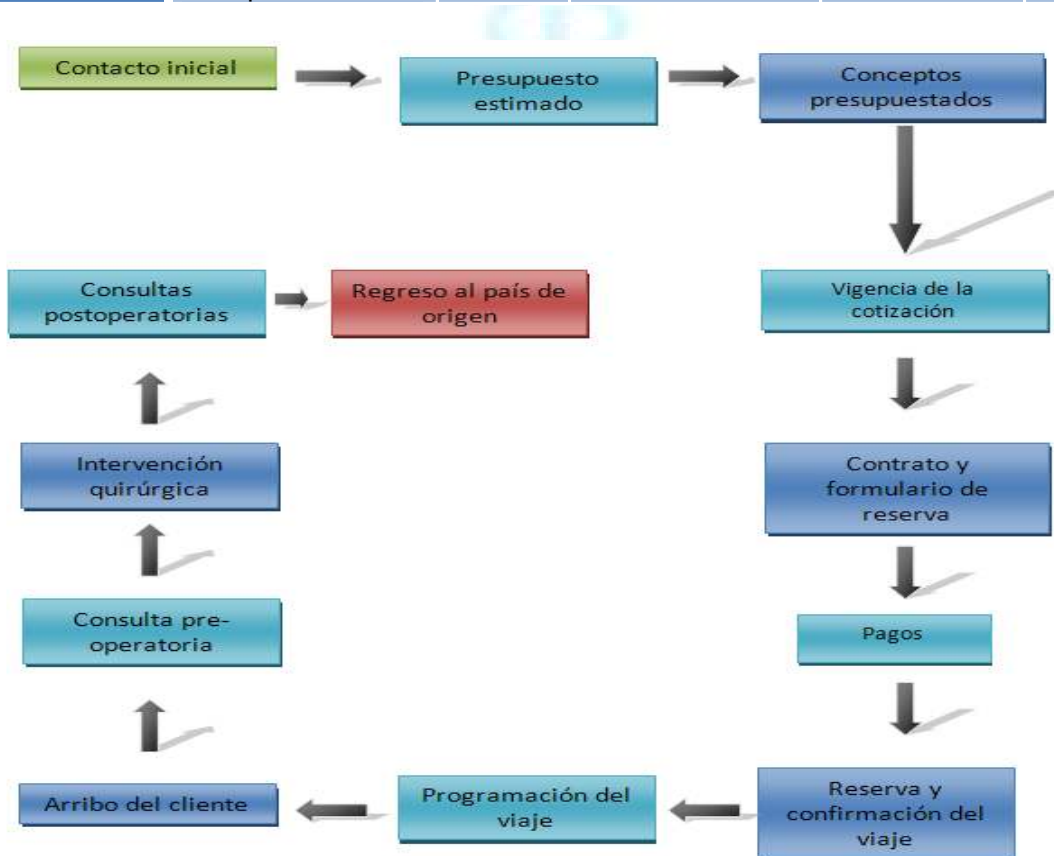 Contacto inicial
Presupuesto
estimado
Conceptos
presupuestados
Vigencia de la
cotización
Contrato y
formulario de
reserva
Pagos
Reserva y
confirmación del
viaje
Programación del
viaje
Arribo del cliente
Consulta pre-
operatoria
Intervención
quirúrgica
Consultas
postoperatorias
Regreso al país de
origen